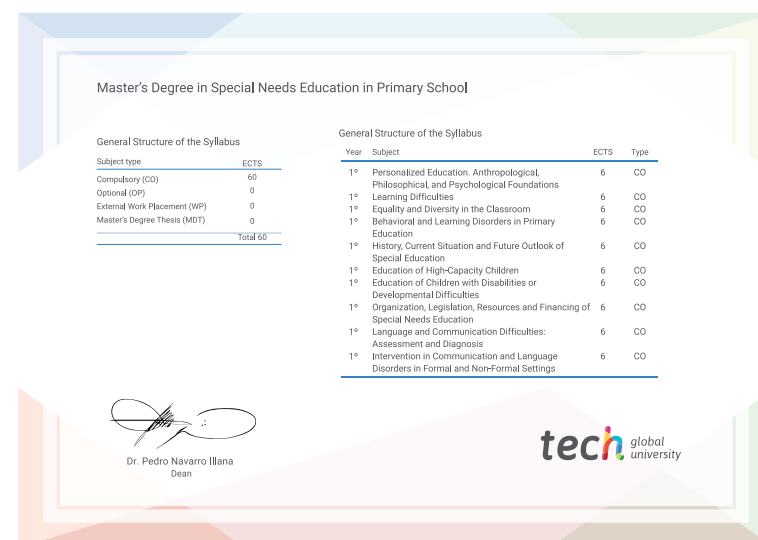 Master's Degree in Special Needs Education in Primary School
General Structure of the Syllabus
Subject type ECTS
Compulsory (CO) 60
Optional (OP) 0
External Work Placement (WP) 0
Master's Degree Thesis (MDT) 0
Total 60
General Structure of the Syllabus
Year Subject ECTS Type
1º Personalized Education. Anthropological, 6 CO
Philosophical, and Psychological Foundations
1º Learning Difficulties 6 CO
1º Equality and Diversity in the Classroom 6 CO
1º Behavioral and Learning Disorders in Primary 6 CO
Education
1º History, Current Situation and Future Outlook of 6 CO
Special Education
1º Education of High-Capacity Children 6 CO
1º Education of Children with Disabilities or 6 CO
Developmental Difficulties
1º Organization, Legislation, Resources and Financing of 6 CO
Special Needs Education
1º Language and Communication Difficulties: 6 CO
Assessment and Diagnosis
1º Intervention in Communication and Language 6 CO
Disorders in Formal and Non-Formal Settings
Dr. Pedro Navarro Illana
Dean
tech global
university